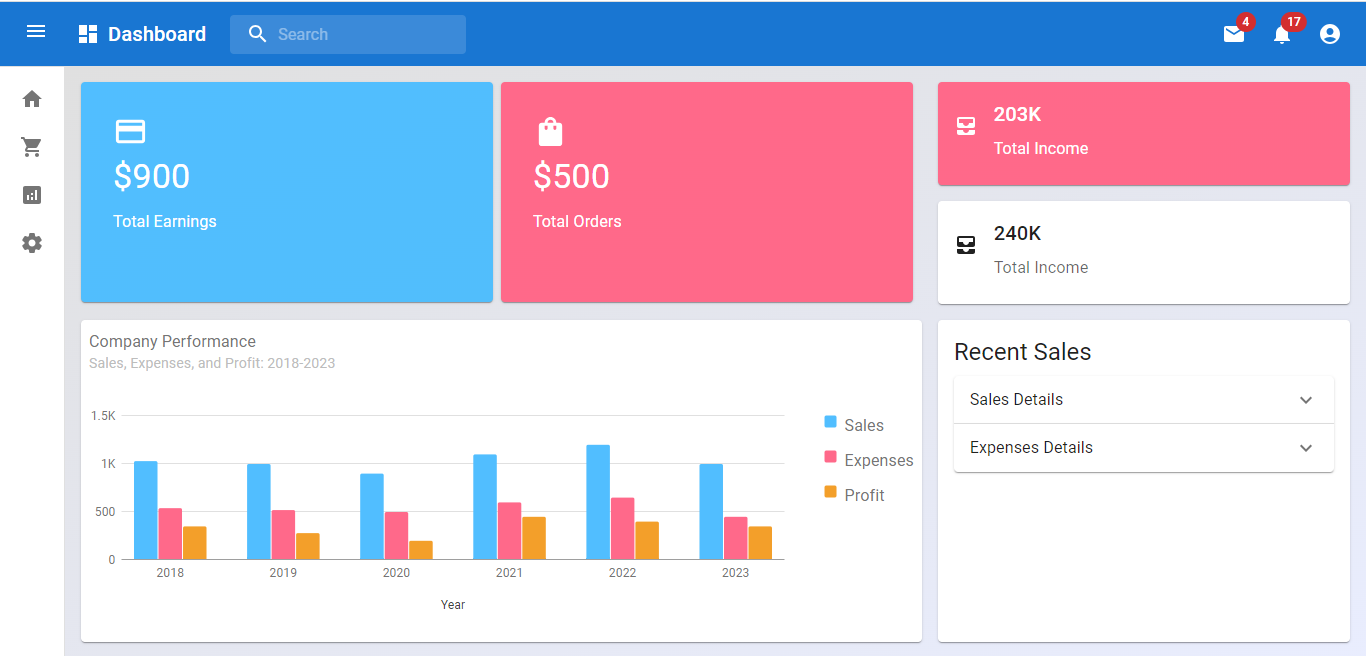 Dashboard
Search
4
17
$900
Total Earnings
$500
Total Orders
203K
Total Income
240K
Total Income
Company Performance
Sales, Expenses, and Profit: 2018-2023
1.5K
1K
500
0
2018 2019 2020 2021 2022 2023
Year
Sales
Expenses
Profit
Recent Sales
Sales Details
Expenses Details